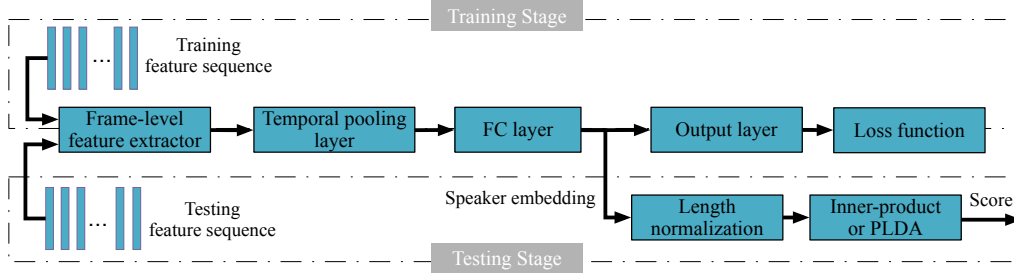 Training Stage
Training
feature sequence
...
Frame-level
feature extractor
Temporal pooling
layer
FC layer
Output layer
Loss function
Testing
feature sequence
...
Speaker embedding
Length
normalization
Inner-product
or PLDA
Score
Testing Stage